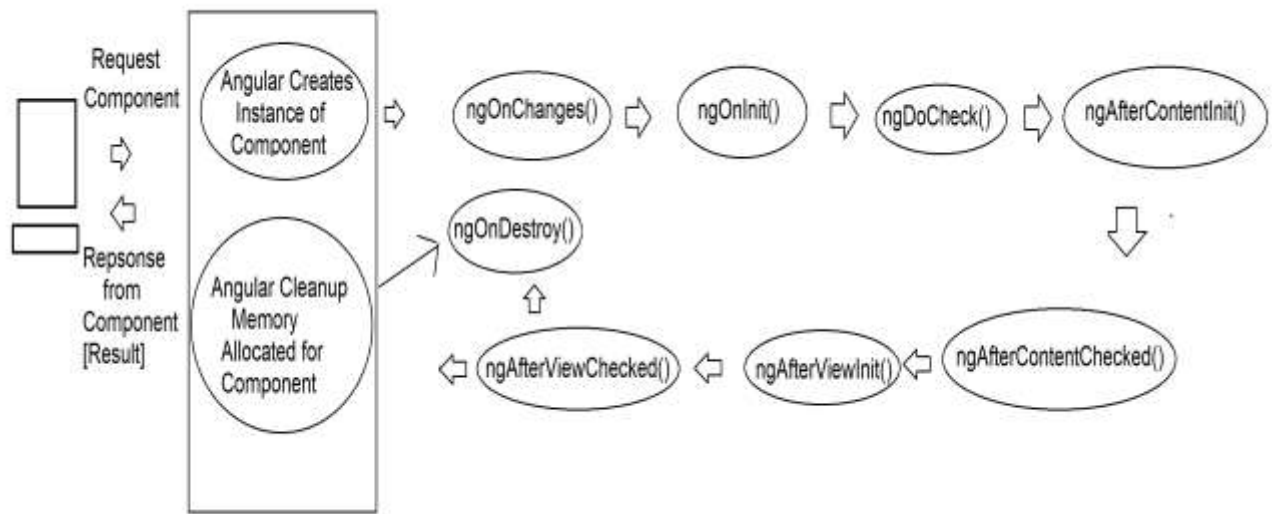 Request
Component
Angular Creates
Instance of
Component
ngOnChanges()
ngOnInit()
ngDoCheck()
ngAfterContentInit()
ngOnDestroy()
Repsonse
from
Component
[Result]
Angular Cleanup
Memory
Allocated for
Component
ngAfterViewChecked()
ngAfterViewInit()
ngAfterContentChecked()